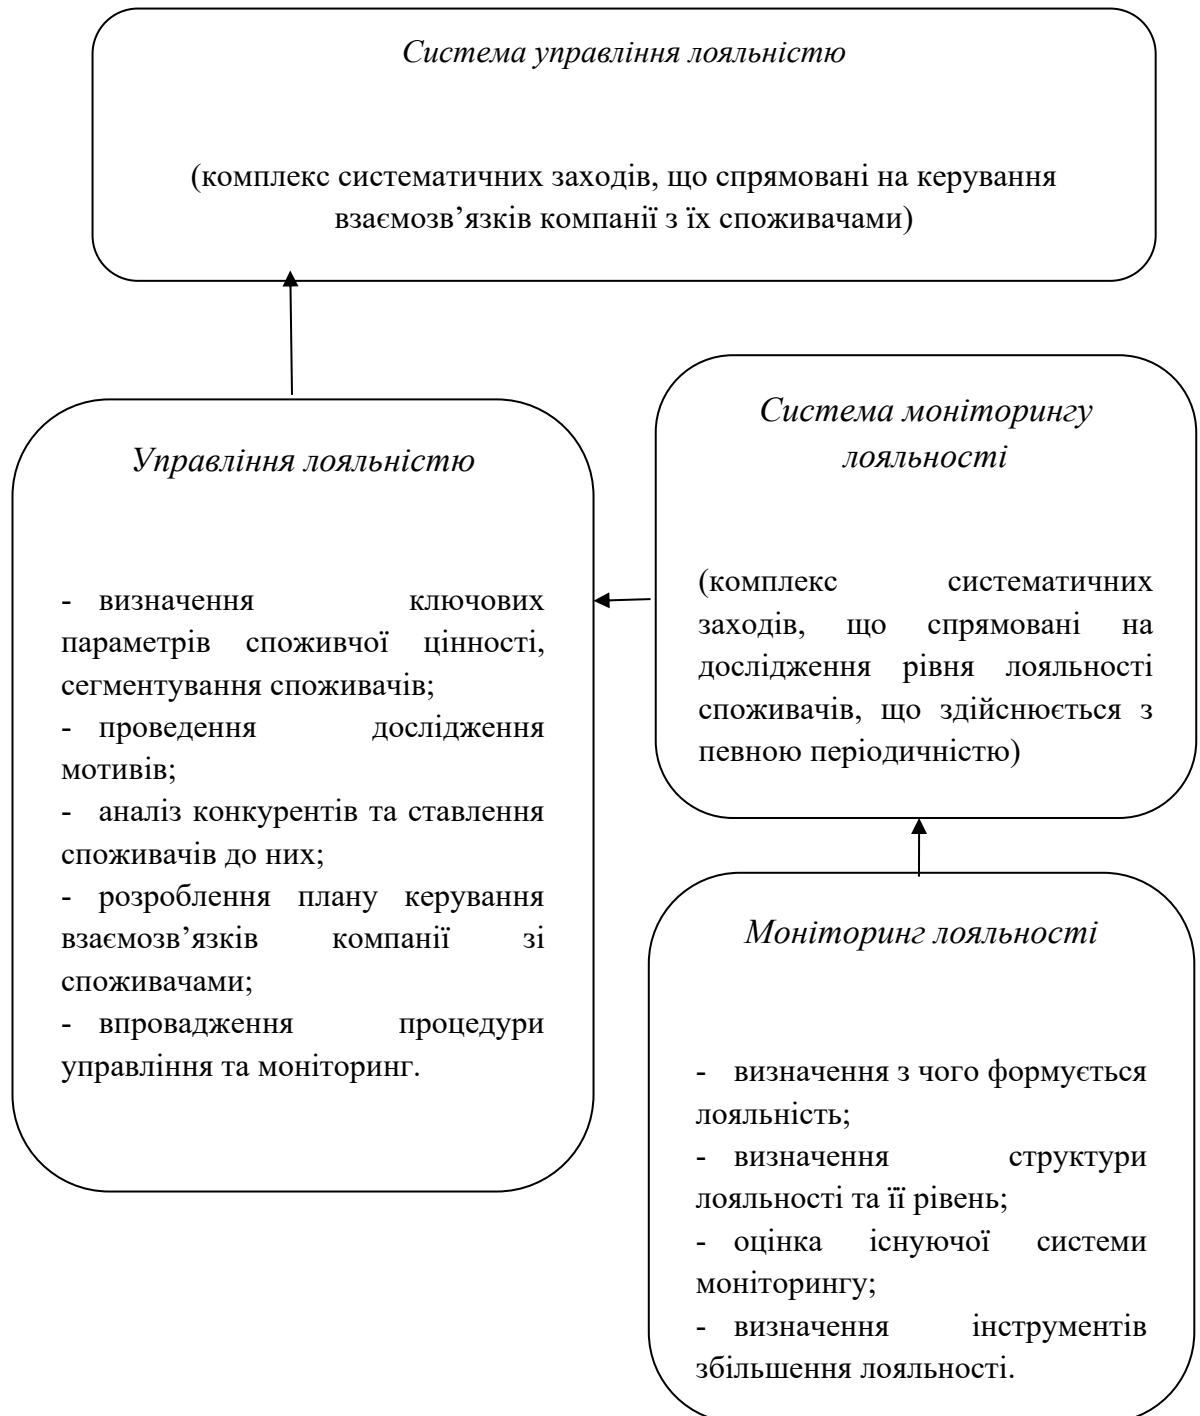 Система управління лояльністю
(комплекс систематичних заходів, що спрямовані на керування
взаємозв’язків компанії з їх споживачами)
Управління лояльністю
- визначення ключових
параметрів споживчої цінності,
сегментування споживачів;
- проведення дослідження
мотивів;
- аналіз конкурентів та ставлення
споживачів до них;
- розроблення плану керування
взаємозв’язків компанії зі
споживачами;
- впровадження процедури
управління та моніторинг.
Система моніторингу
лояльності
(комплекс систематичних
заходів, що спрямовані на
дослідження рівня лояльності
споживачів, що здійснюється з
певною періодичністю)
Моніторинг лояльності
- визначення з чого формується
лояльність;
- визначення структури
лояльності та її рівень;
- оцінка існуючої системи
моніторингу;
- визначення інструментів
збільшення лояльності.